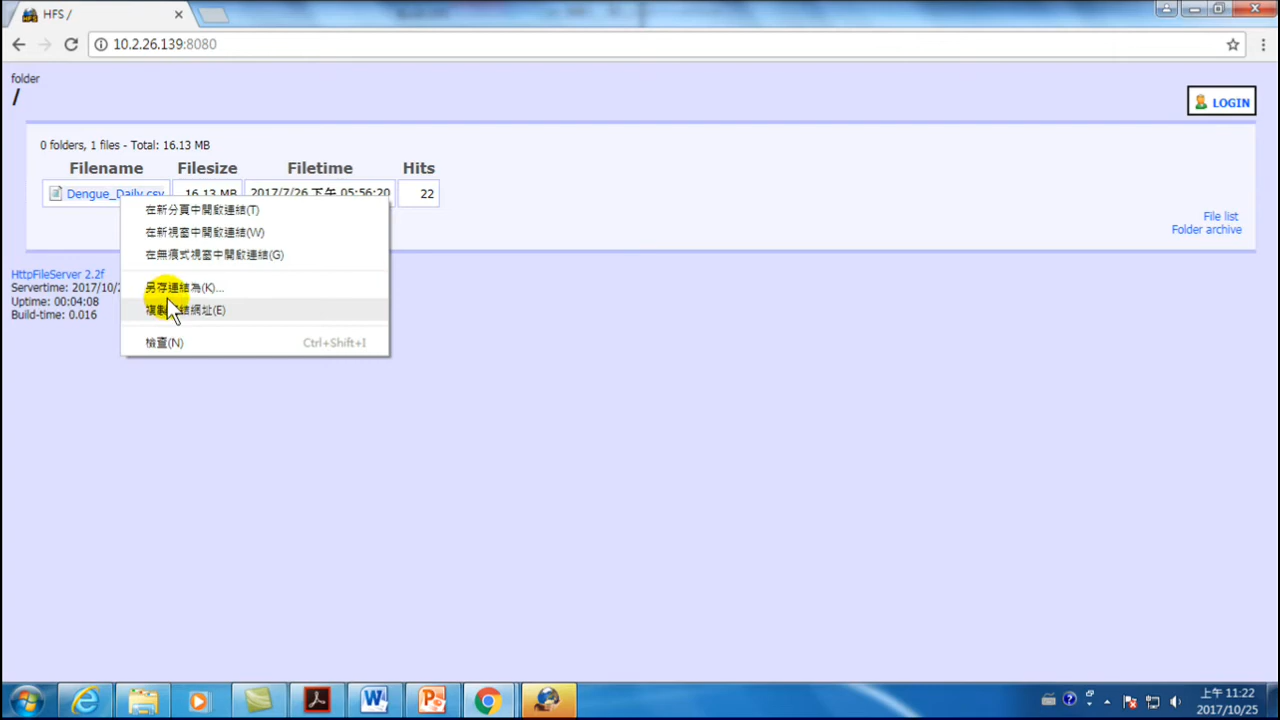 HFS /
10.2.26.139:8080
folder
/
LOGIN
0 folders, 1 files - Total: 16.13 MB
Filename Filesize Filetime Hits
Dengue_Daily.csv 16.13 MB 2017/7/26 下午 05:56:20 22
在新分頁中開啟連結(T)
在新視窗中開啟連結(W)
在無痕式視窗中開啟連結(G)
另存連結為(K)...
複製 結網址(E)
檢查(N) Ctrl+Shift+I
File list
Folder archive
HttpFileServer 2.2f
Servertime: 2017/10/2
Uptime: 00:04:08
Build-time: 0.016
上午 11:22
2017/10/25